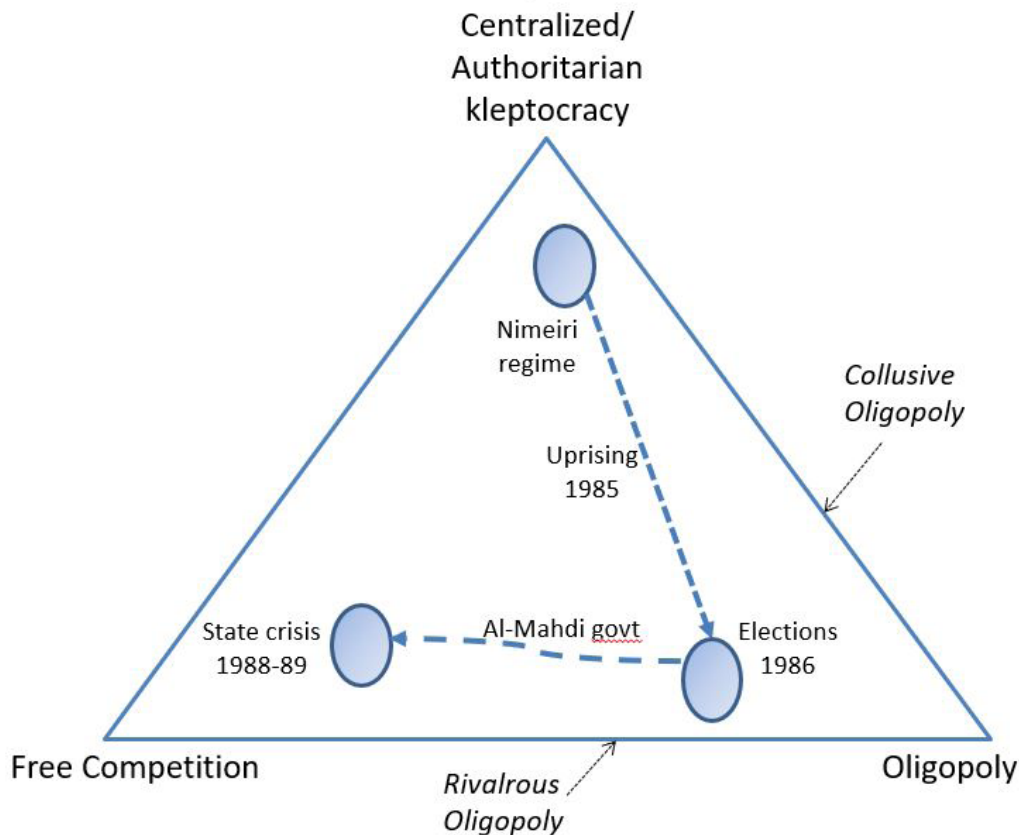 Centralized/
Authoritarian
kleptocracy
Nimeiri
regime
Collusive
Oligopoly
Uprising
1985
State crisis
1988-89
Al-Mahdi govt
Elections
1986
Free Competition
Rivalrous
Oligopoly
Oligopoly